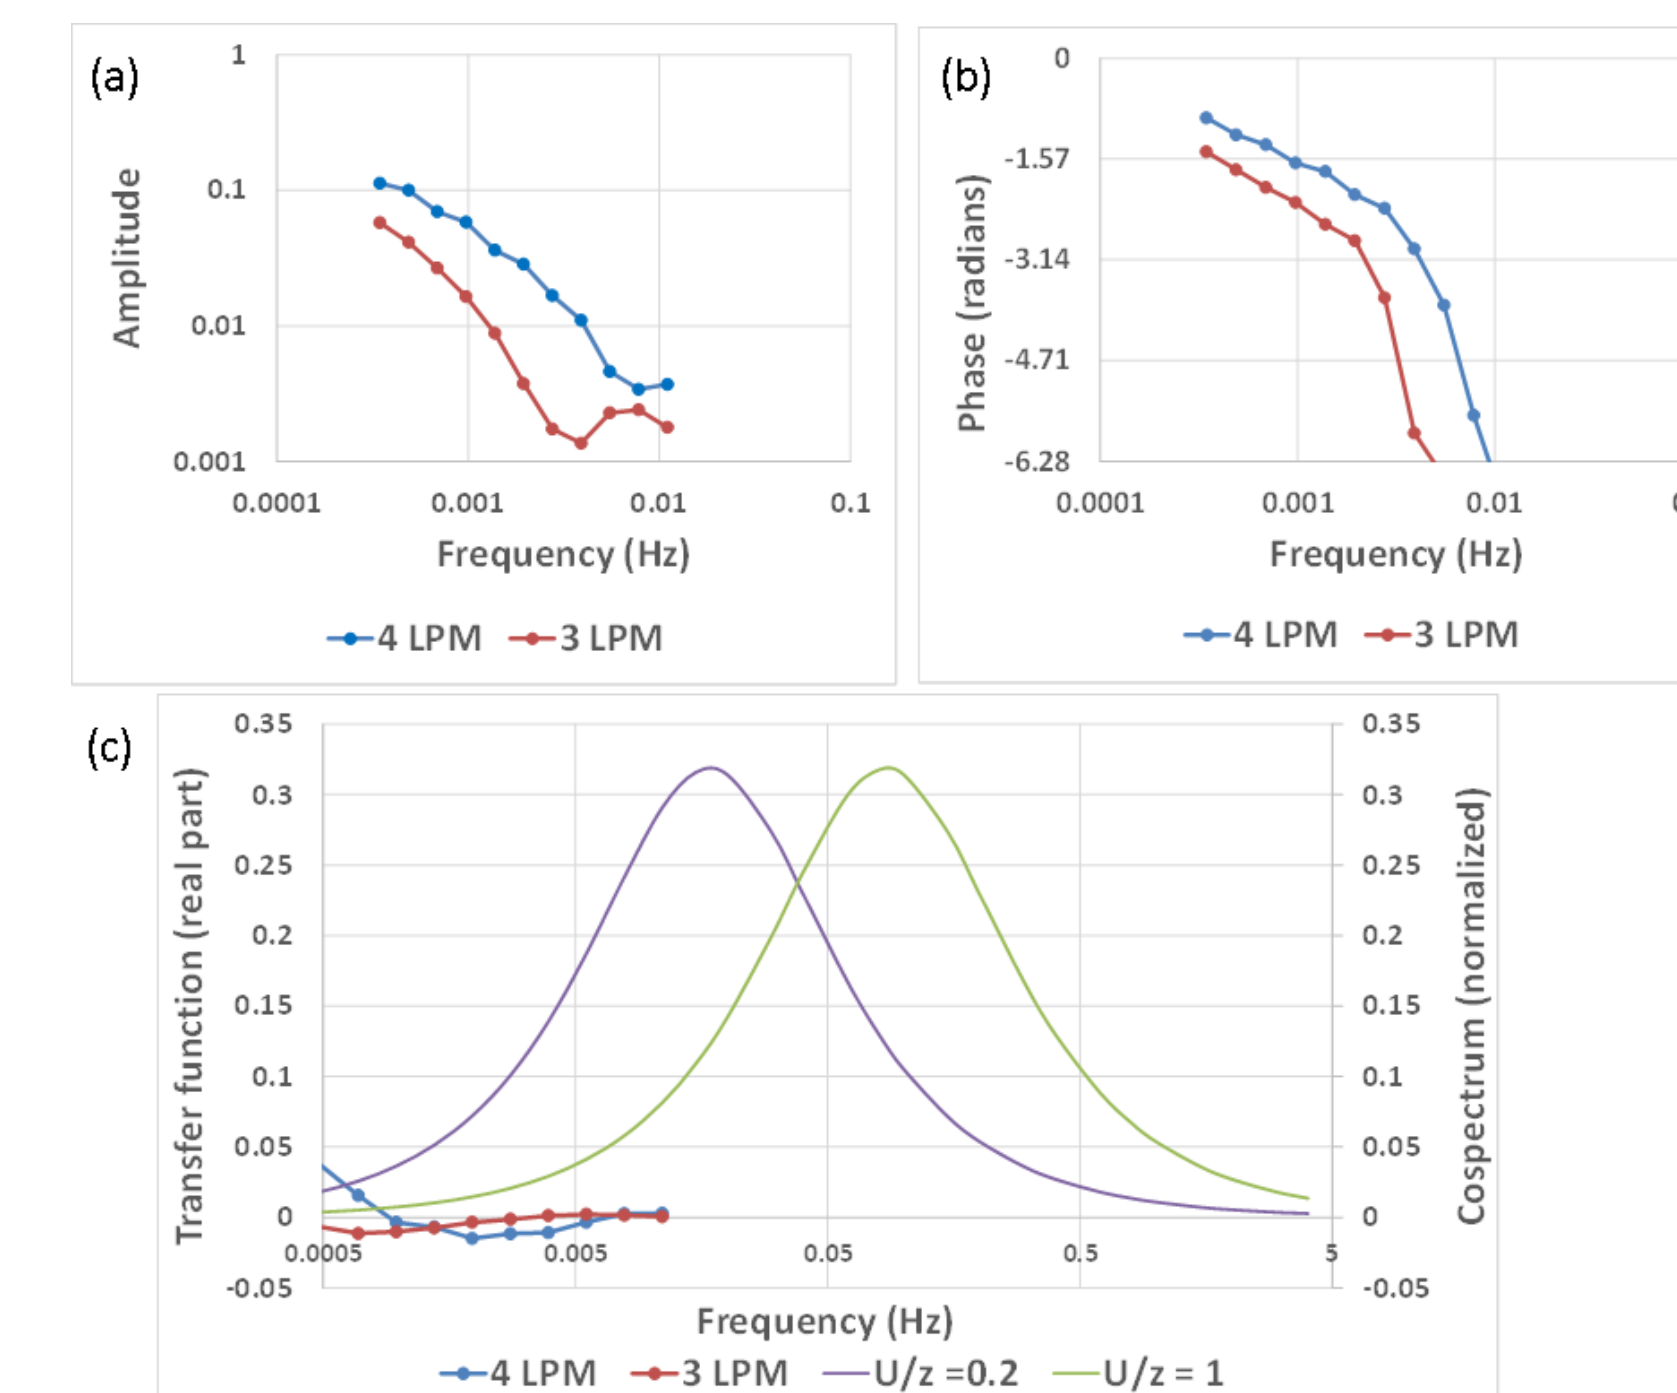 (a)
1
0.1
0.01
0.001
Amplitude
0.0001 0.001 0.01 0.1
Frequency (Hz)
4 LPM 3 LPM
(b)
0
-1.57
-3.14
-4.71
-6.28
Phase (radians)
0.0001 0.001 0.01
Frequency (Hz)
4 LPM 3 LPM
(c)
0.35
0.3
0.25
0.2
0.15
0.1
0.05
0
-0.05
Transfer function (real part)
0.0005 0.005 0.05 0.5 5
Frequency (Hz)
0.35
0.3
0.25
0.2
0.15
0.1
0.05
0
-0.05
Cospectrum (normalized)
4 LPM 3 LPM U/z =0.2 U/z = 1